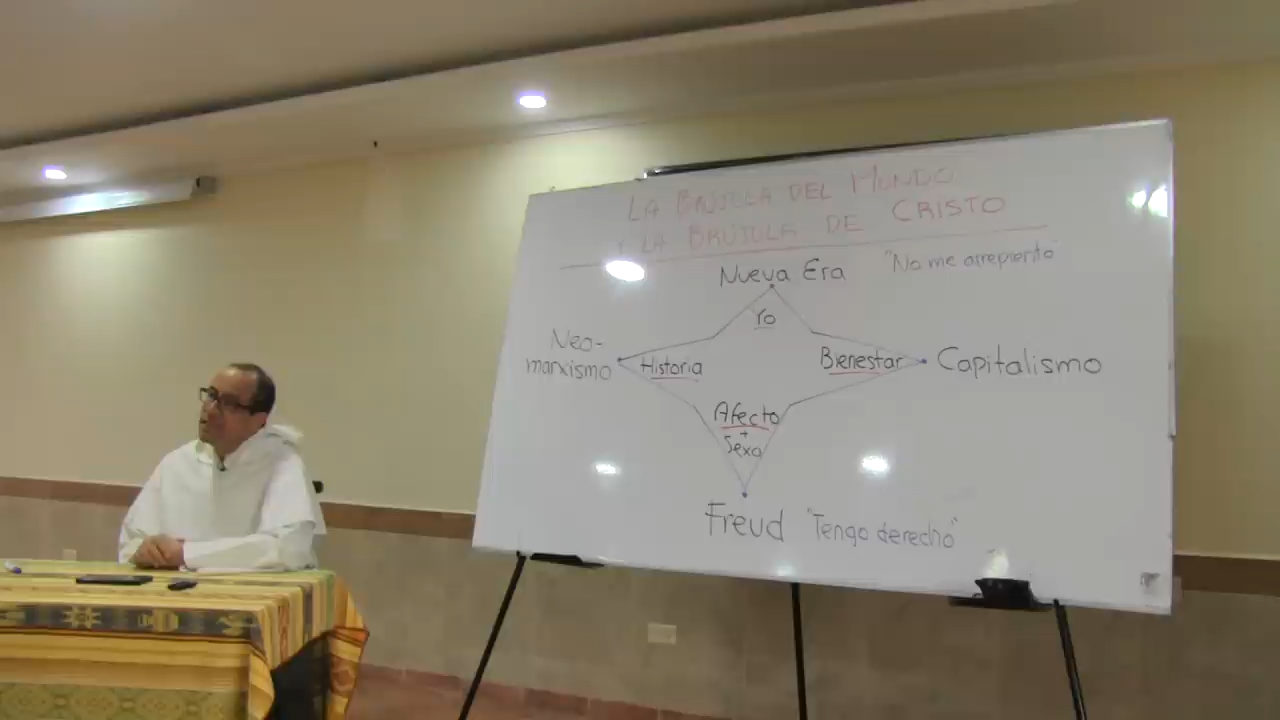 LA BRÚJULA DEL MUNDO
Y LA BRÚJULA DE CRISTO
Nueva Era "No me arrepiento"
Yo
Neo-
marxismo
Historia
Bienestar
Capitalismo
Afecto
+
Sexo
Freud "Tengo derecho"